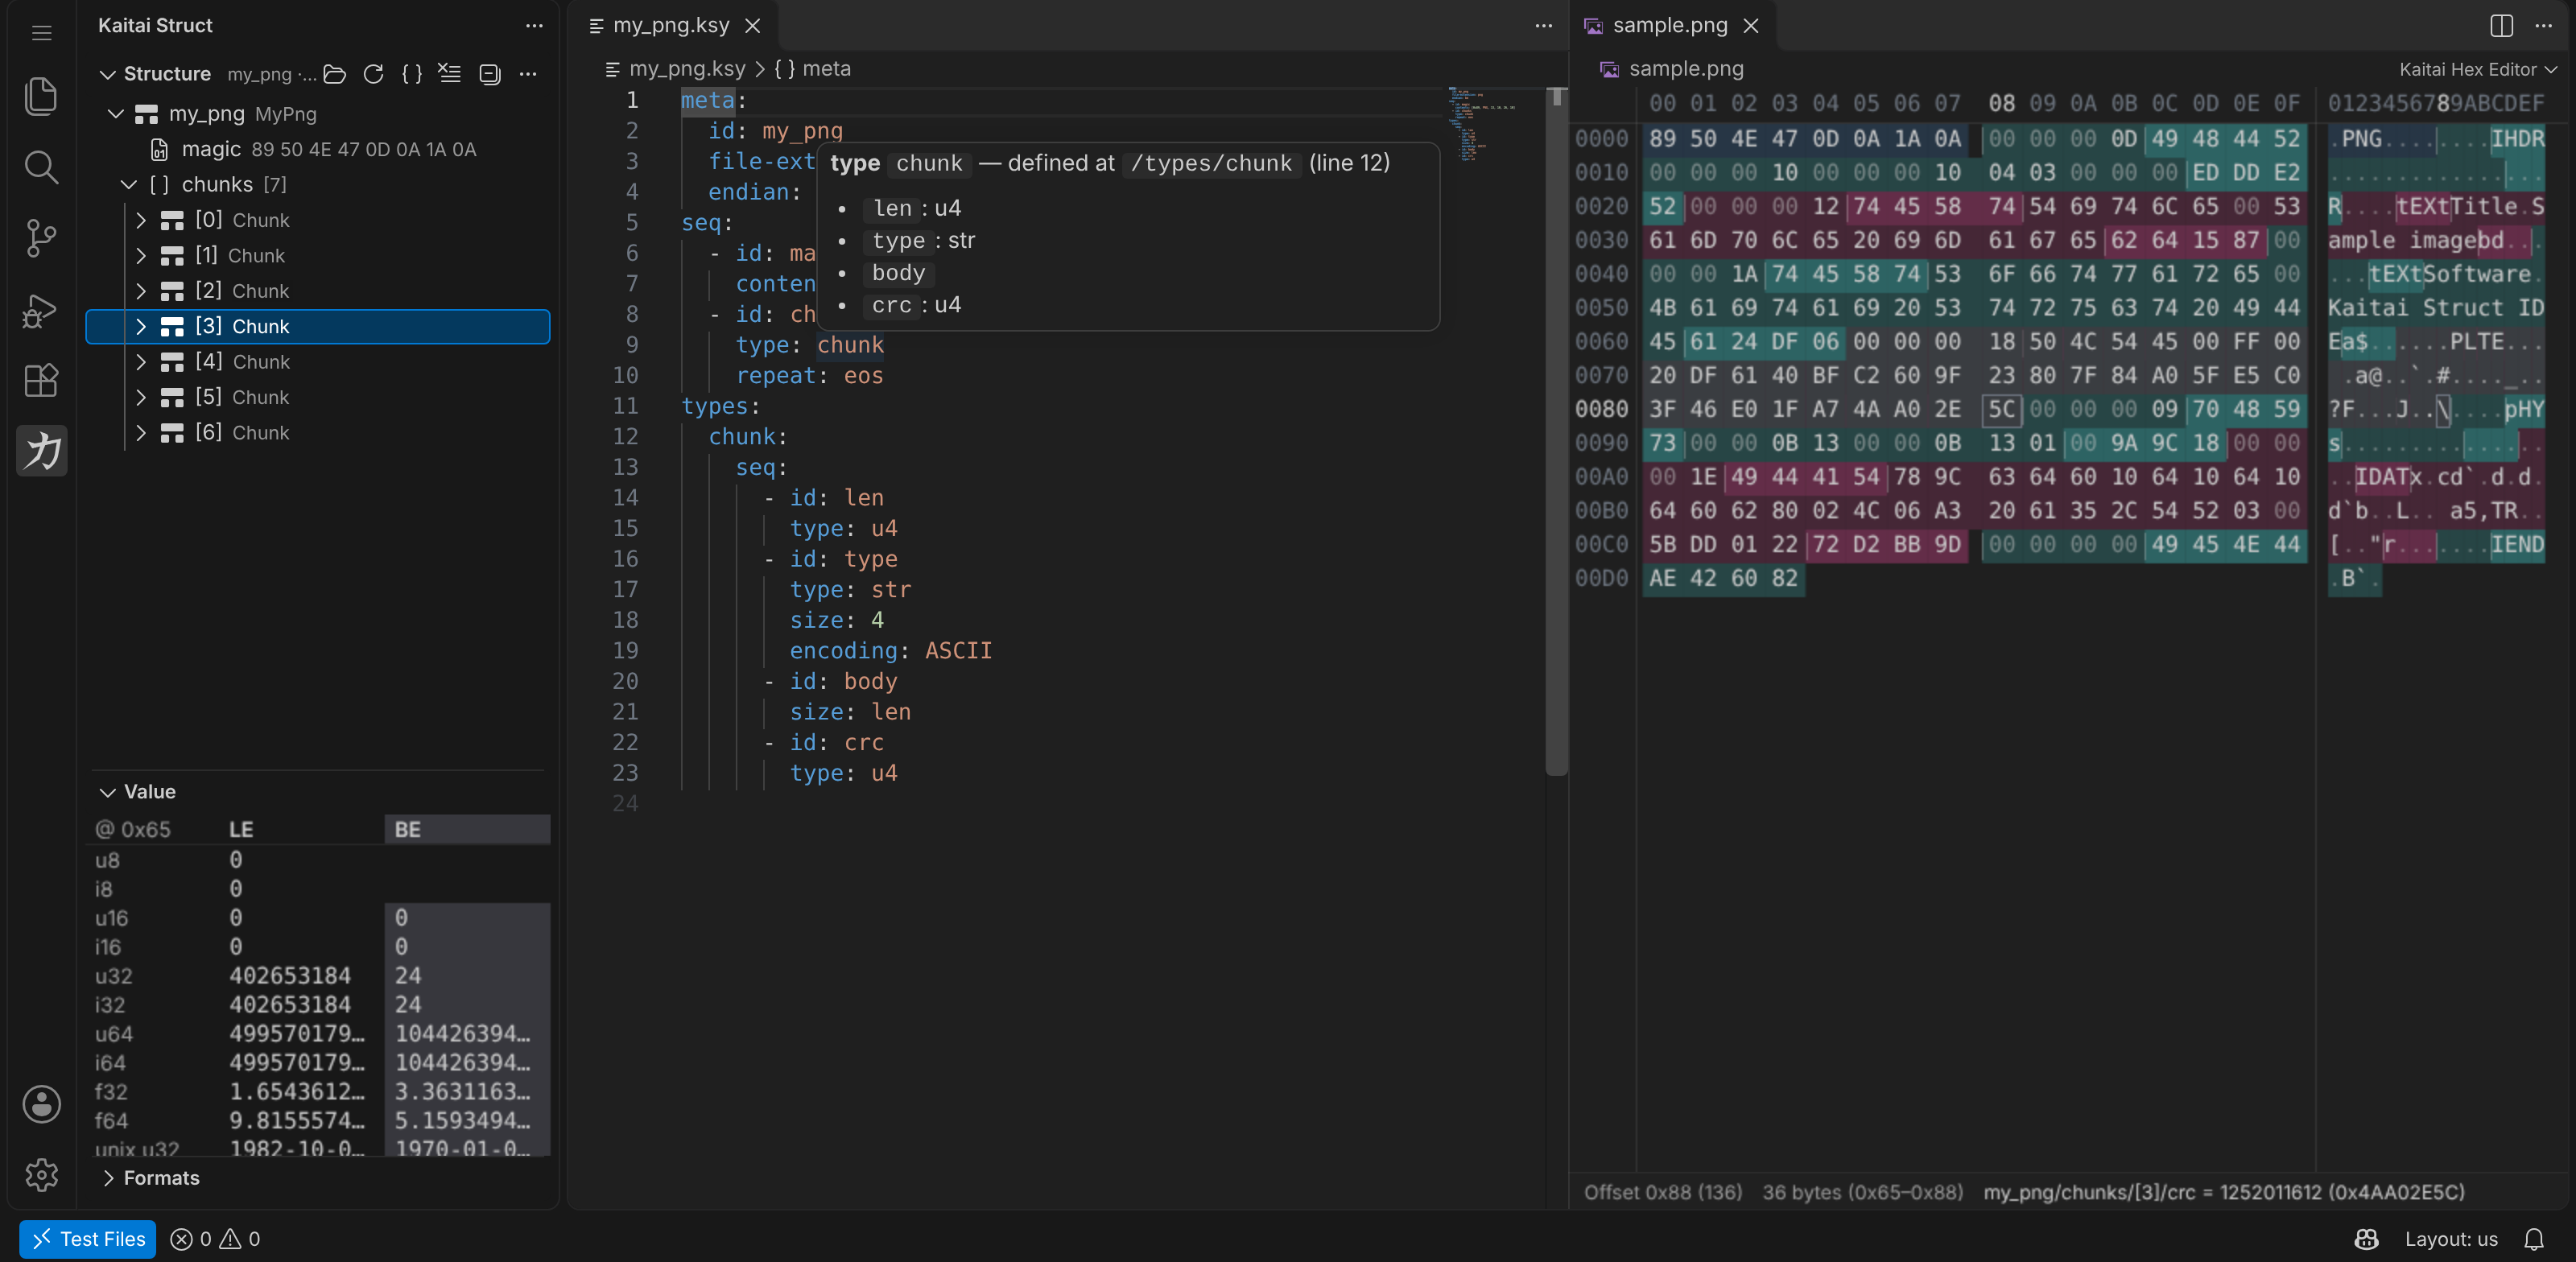 Kaitai Struct
Structure my_png ·...
my_png MyPng
magic 89 50 4E 47 0D 0A 1A 0A
chunks [7]
[0] Chunk
[1] Chunk
[2] Chunk
[3] Chunk
[4] Chunk
[5] Chunk
[6] Chunk
Value
@ 0x65 LE BE
u8 0
i8 0
u16 0 0
i16 0 0
u32 402653184 24
i32 402653184 24
u64 499570179… 104426394…
i64 499570179… 104426394…
f32 1.6543612… 3.3631163…
f64 9.8155574… 5.1593494…
unix u32 1982-10-0… 1970-01-0…
Formats
my_png.ksy
my_png.ksy > {} meta
1 meta:
2 id: my_png
3 file-ext
4 endian:
5 seq:
6 - id: ma
7 conten
8 - id: ch
9 type: chunk
10 repeat: eos
11 types:
12 chunk:
13 seq:
14 - id: len
15 type: u4
16 - id: type
17 type: str
18 size: 4
19 encoding: ASCII
20 - id: body
21 size: len
22 - id: crc
23 type: u4
24
type chunk — defined at /types/chunk (line 12)
• len : u4
• type : str
• body
• crc : u4
sample.png
sample.png
Kaitai Hex Editor
00 01 02 03 04 05 06 07 08 09 0A 0B 0C 0D 0E 0F 0123456789ABCDEF
0000 89 50 4E 47 0D 0A 1A 0A 00 00 00 0D 49 48 44 52 .PNG........IHDR
0010 00 00 00 10 00 00 00 10 04 03 00 00 00 ED DD E2 ................
0020 52 00 00 00 12 74 45 58 74 54 69 74 6C 65 00 53 R....tEXtTitle.S
0030 61 6D 70 6C 65 20 69 6D 61 67 65 62 64 15 87 00 ample imagebd...
0040 00 00 1A 74 45 58 74 53 6F 66 74 77 61 72 65 00 ...tEXtSoftware.
0050 4B 61 69 74 61 69 20 53 74 72 75 63 74 20 49 44 Kaitai Struct ID
0060 45 61 24 DF 06 00 00 00 18 50 4C 54 45 00 FF 00 Ea$......PLTE...
0070 20 DF 61 40 BF C2 60 9F 23 80 7F 84 A0 5F E5 C0  .a@..`.#...._..
0080 3F 46 E0 1F A7 4A A0 2E 5C 00 00 00 09 70 48 59 ?F...J..\....pHY
0090 73 00 00 0B 13 00 00 0B 13 01 00 9A 9C 18 00 00 s...............
00A0 00 1E 49 44 41 54 78 9C 63 64 60 10 64 10 64 10 ..IDATx.cd`.d.d.
00B0 64 60 62 80 02 4C 06 A3 20 61 35 2C 54 52 03 00 d`b..L.. a5,TR..
00C0 5B DD 01 22 72 D2 BB 9D 00 00 00 00 49 45 4E 44 [.."r.......IEND
00D0 AE 42 60 82 .B`.
Offset 0x88 (136) 36 bytes (0x65–0x88) my_png/chunks/[3]/crc = 1252011612 (0x4AA02E5C)
Test Files 0 0
Layout: us